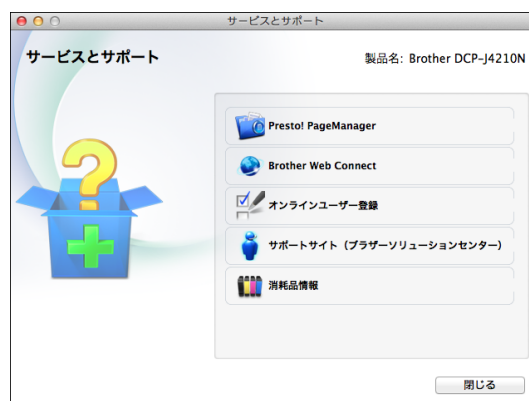 サービスとサポート
サービスとサポート
製品名: Brother DCP-J4210N
Presto! PageManager
Brother Web Connect
オンラインユーザー登録
サポートサイト（ブラザーソリューションセンター）
消耗品情報
閉じる